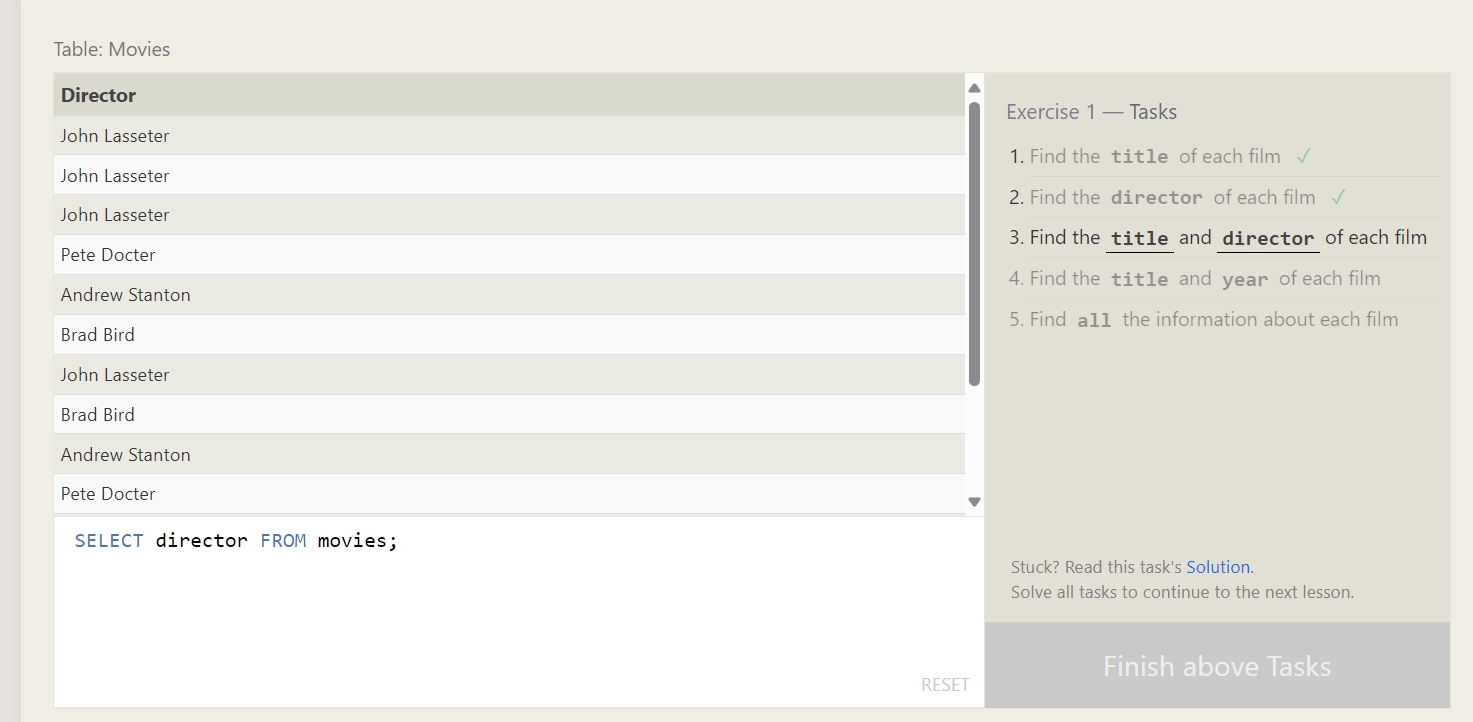 Table: Movies
Director
John Lasseter
John Lasseter
John Lasseter
Pete Docter
Andrew Stanton
Brad Bird
John Lasseter
Brad Bird
Andrew Stanton
Pete Docter
SELECT director FROM movies;
RESET
Exercise 1 — Tasks
1. Find the title of each film ✓
2. Find the director of each film ✓
3. Find the title and director of each film
4. Find the title and year of each film
5. Find all the information about each film
Stuck? Read this task's Solution.
Solve all tasks to continue to the next lesson.
Finish above Tasks